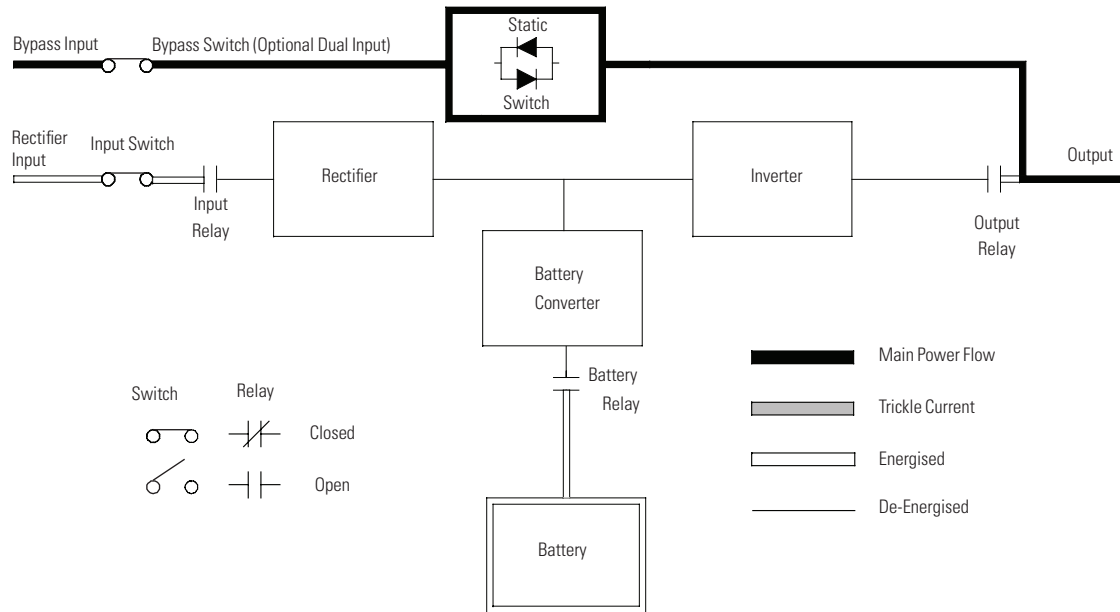 Static
Bypass Input
Bypass Switch (Optional Dual Input)
Switch
Rectifier
Input
Input Switch
Rectifier
Inverter
Output
Input
Relay
Output
Relay
Battery
Converter
Main Power Flow
Battery
Relay
Switch
Relay
Trickle Current
Closed
Energised
Open
De-Energised
Battery